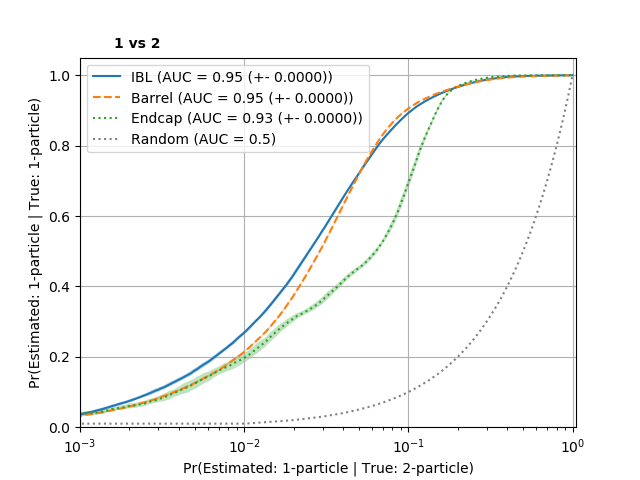 1 vs 2
IBL (AUC = 0.95 (+- 0.0000))
Barrel (AUC = 0.95 (+- 0.0000))
Endcap (AUC = 0.93 (+- 0.0000))
Random (AUC = 0.5)
Pr(Estimated: 1-particle | True: 1-particle)
1.0
0.8
0.6
0.4
0.2
0.0
10⁻³ 10⁻² 10⁻¹ 10⁰
Pr(Estimated: 1-particle | True: 2-particle)